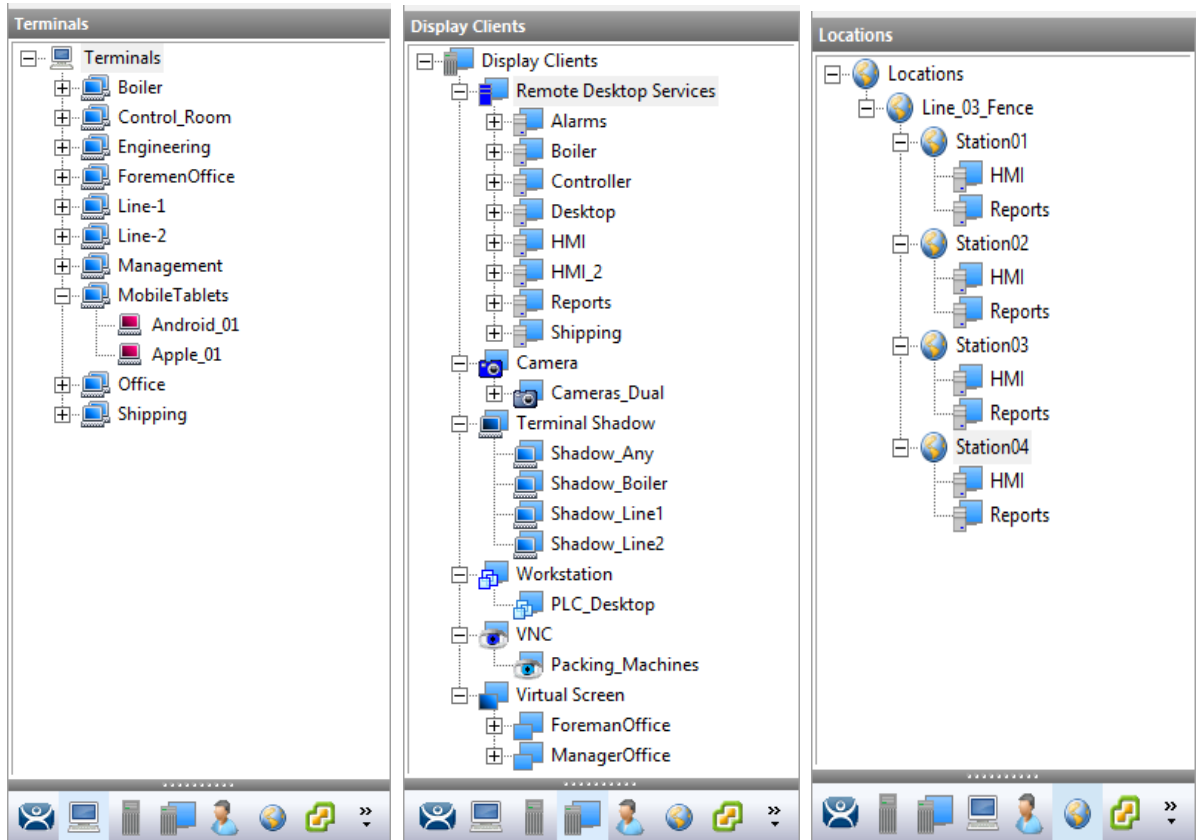 Terminals
Terminals
Boiler
Control_Room
Engineering
ForemenOffice
Line-1
Line-2
Management
MobileTablets
Android_01
Apple_01
Office
Shipping
Display Clients
Display Clients
Remote Desktop Services
Alarms
Boiler
Controller
Desktop
HMI
HMI_2
Reports
Shipping
Camera
Cameras_Dual
Terminal Shadow
Shadow_Any
Shadow_Boiler
Shadow_Line1
Shadow_Line2
Workstation
PLC_Desktop
VNC
Packing_Machines
Virtual Screen
ForemanOffice
ManagerOffice
Locations
Locations
Line_03_Fence
Station01
HMI
Reports
Station02
HMI
Reports
Station03
HMI
Reports
Station04
HMI
Reports